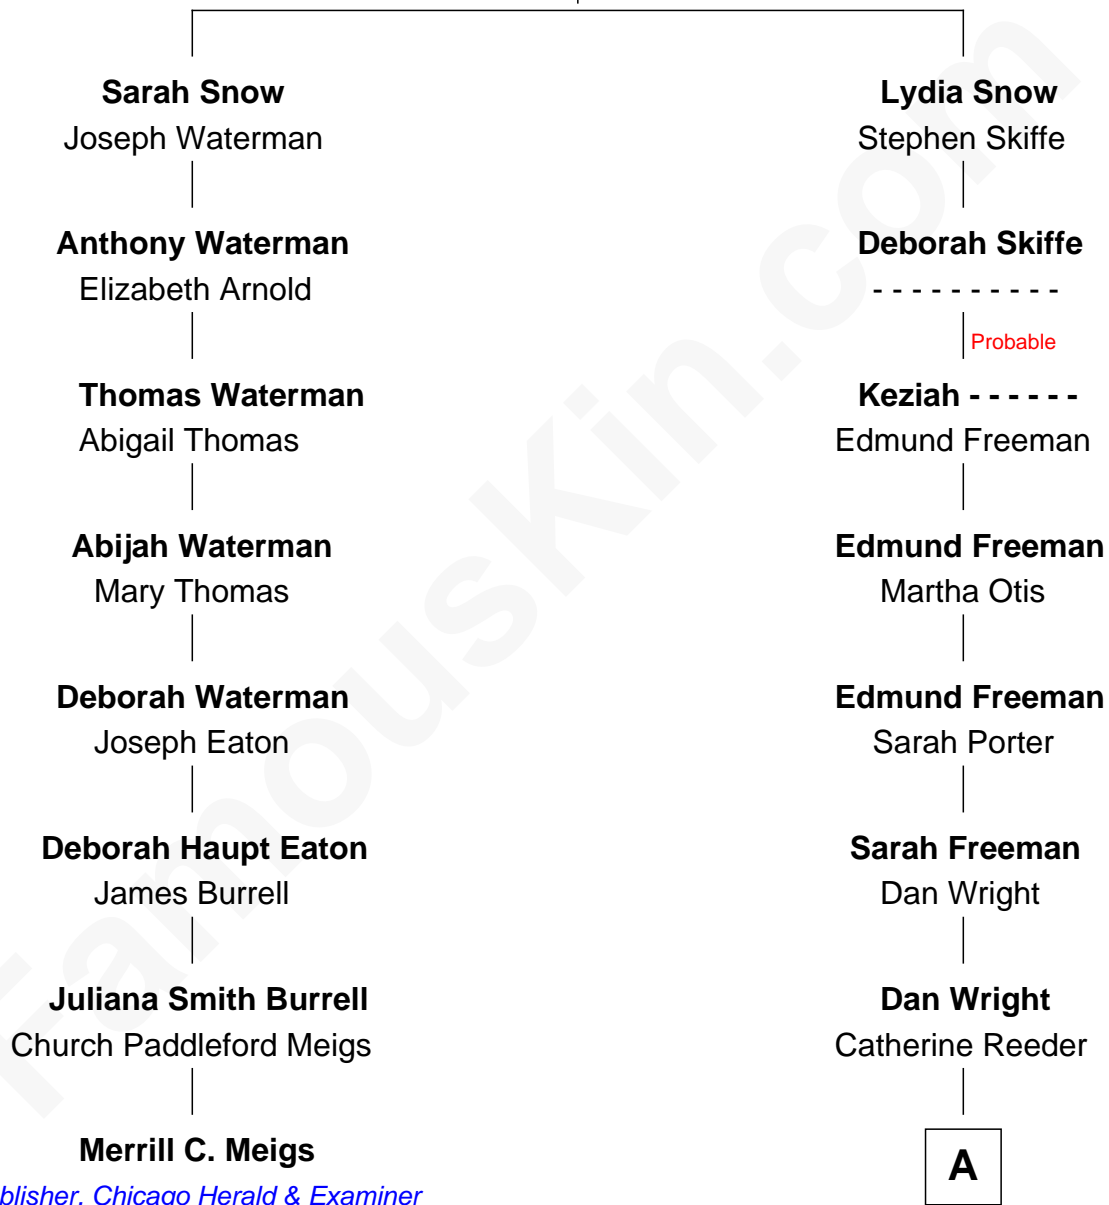 Sarah Snow
Joseph Waterman
Lydia Snow
Stephen Skiffe
Anthony Waterman
Elizabeth Arnold
Deborah Skiffe
- - - - - - - - - -
Probable
Thomas Waterman
Abigail Thomas
Keziah - - - - - -
Edmund Freeman
Abijah Waterman
Mary Thomas
Edmund Freeman
Martha Otis
Deborah Waterman
Joseph Eaton
Edmund Freeman
Sarah Porter
Deborah Haupt Eaton
James Burrell
Sarah Freeman
Dan Wright
Juliana Smith Burrell
Church Paddleford Meigs
Dan Wright
Catherine Reeder
Merrill C. Meigs
blisher, Chicago Herald & Examiner
A
FamousKin.com